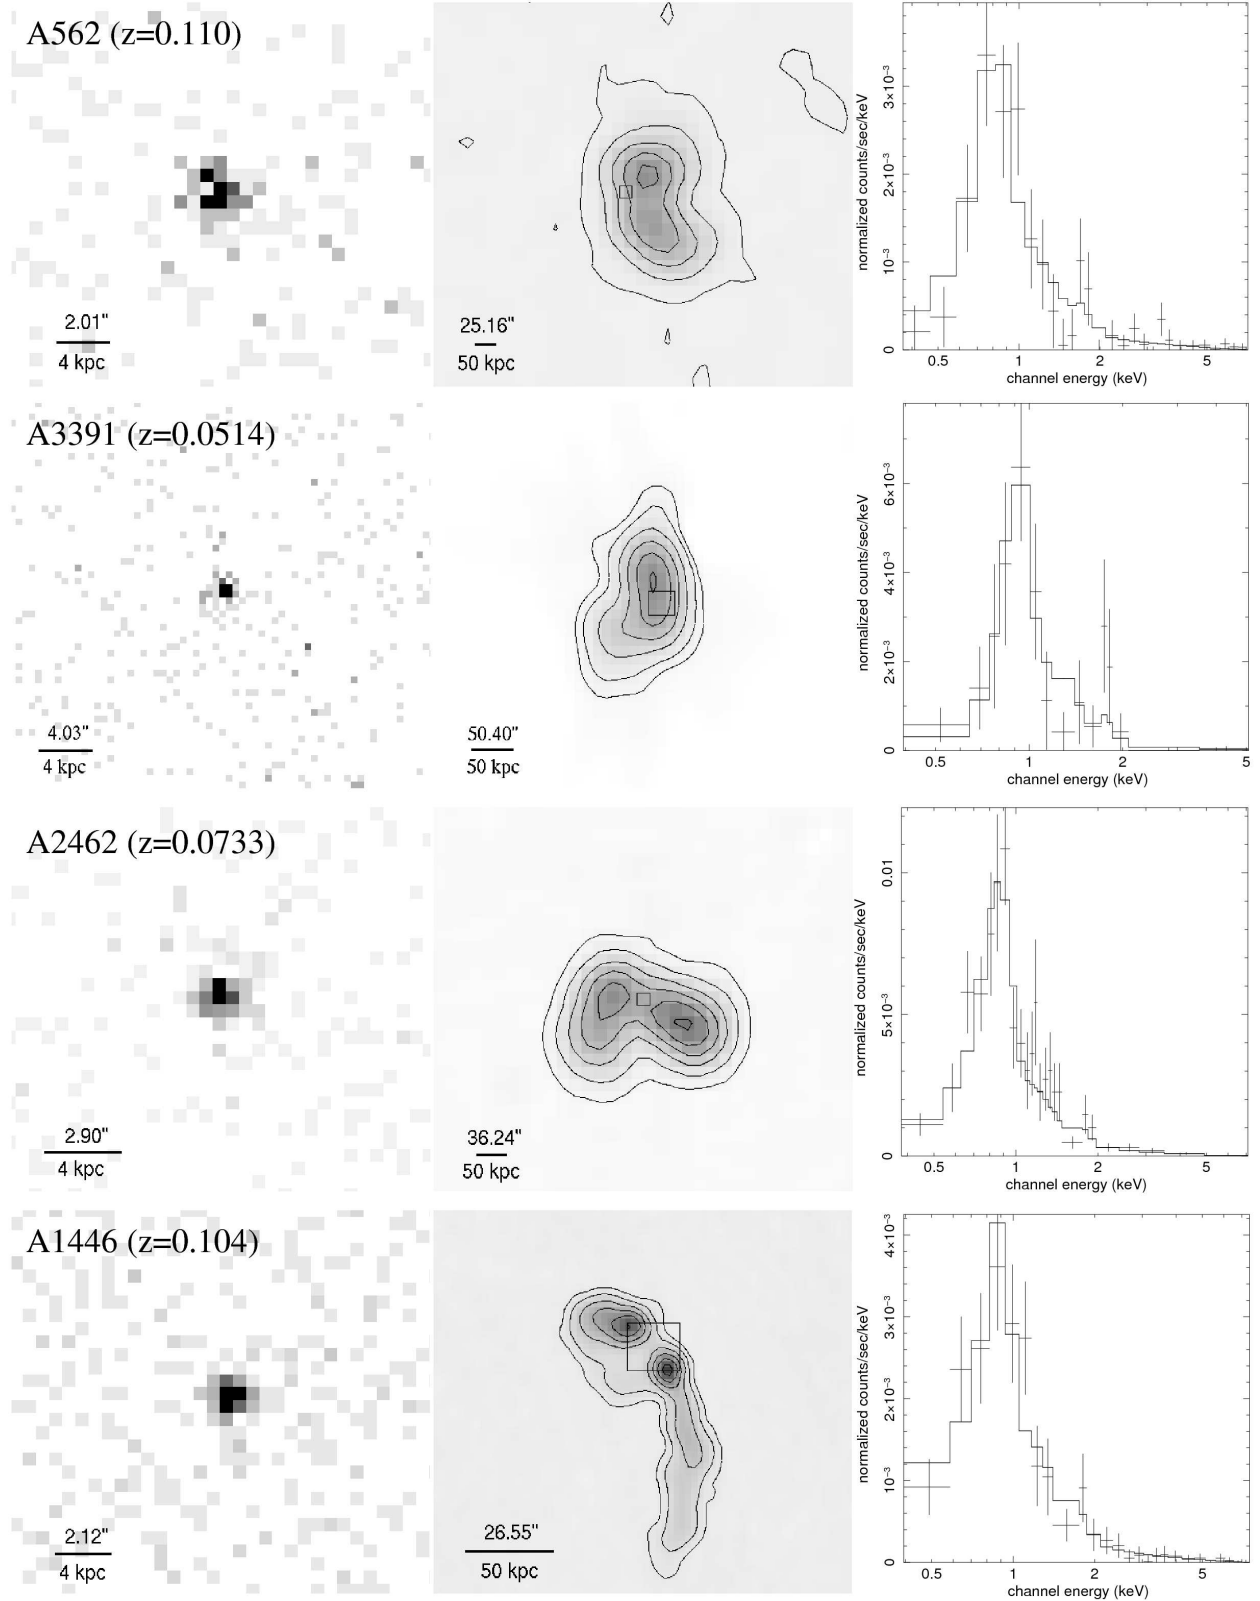 A562 (z=0.110)
2.01"
4 kpc
25.16"
50 kpc
normalized counts/sec/keV
0
10⁻³
2×10⁻³
3×10⁻³
0.5
1
2
5
channel energy (keV)
A3391 (z=0.0514)
4.03"
4 kpc
50.40"
50 kpc
normalized counts/sec/keV
0
2×10⁻³
4×10⁻³
6×10⁻³
0.5
1
2
5
channel energy (keV)
A2462 (z=0.0733)
2.90"
4 kpc
36.24"
50 kpc
normalized counts/sec/keV
0
5×10⁻³
0.01
0.5
1
2
5
channel energy (keV)
A1446 (z=0.104)
2.12"
4 kpc
26.55"
50 kpc
normalized counts/sec/keV
0
10⁻³
2×10⁻³
3×10⁻³
4×10⁻³
0.5
1
2
5
channel energy (keV)